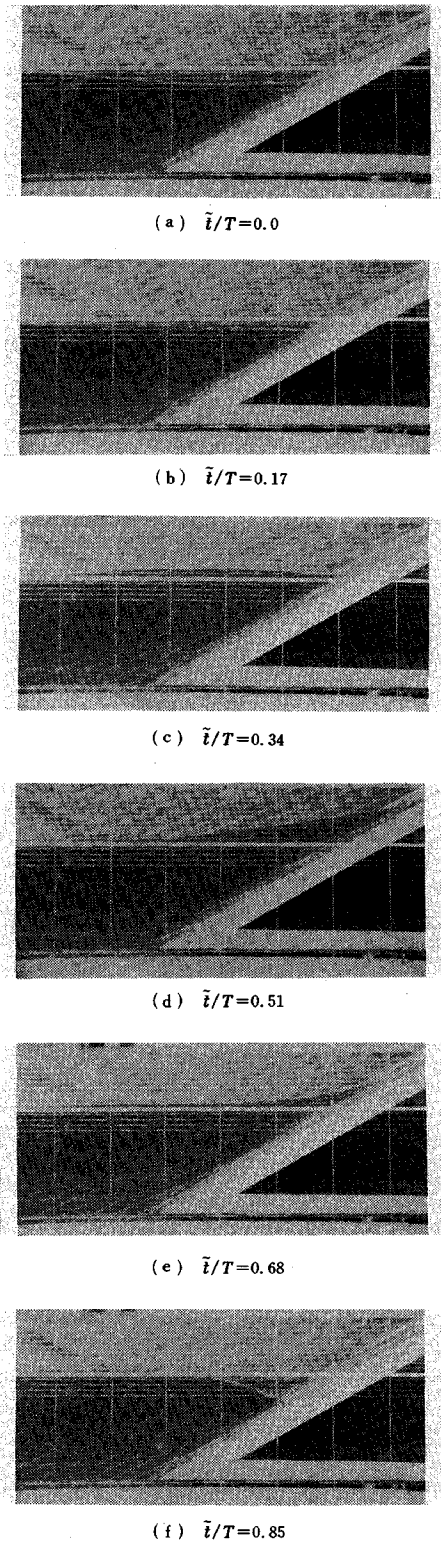 (a) t̃/T=0.0
(b) t̃/T=0.17
(c) t̃/T=0.34
(d) t̃/T=0.51
(e) t̃/T=0.68
(f) t̃/T=0.85